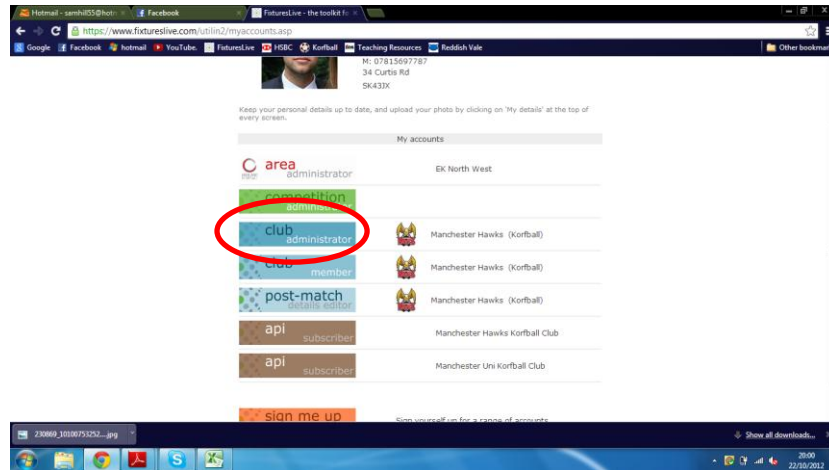 Hotmail - samhill55@hotm
Facebook
FixturesLive - the toolkit fo
https://www.fixtureslive.com/utilin2/myaccounts.asp
Google
Facebook
hotmail
YouTube.
FixturesLive
HSBC
Korfball
Teaching Resources
Reddish Vale
Other bookmar
M: 07815697787
34 Curtis Rd
SK43JX
Keep your personal details up to date, and upload your photo by clicking on 'My details' at the top of
every screen.
My accounts
area
administrator
EK North West
competition
administrator
club
administrator
Manchester Hawks (Korfball)
club
member
Manchester Hawks (Korfball)
post-match
details editor
Manchester Hawks (Korfball)
api
subscriber
Manchester Hawks Korfball Club
api
subscriber
Manchester Uni Korfball Club
sign me up
Sign yourself up for a range of accounts
230869_10100753252....jpg
Show all downloads...
20:00
22/10/2012